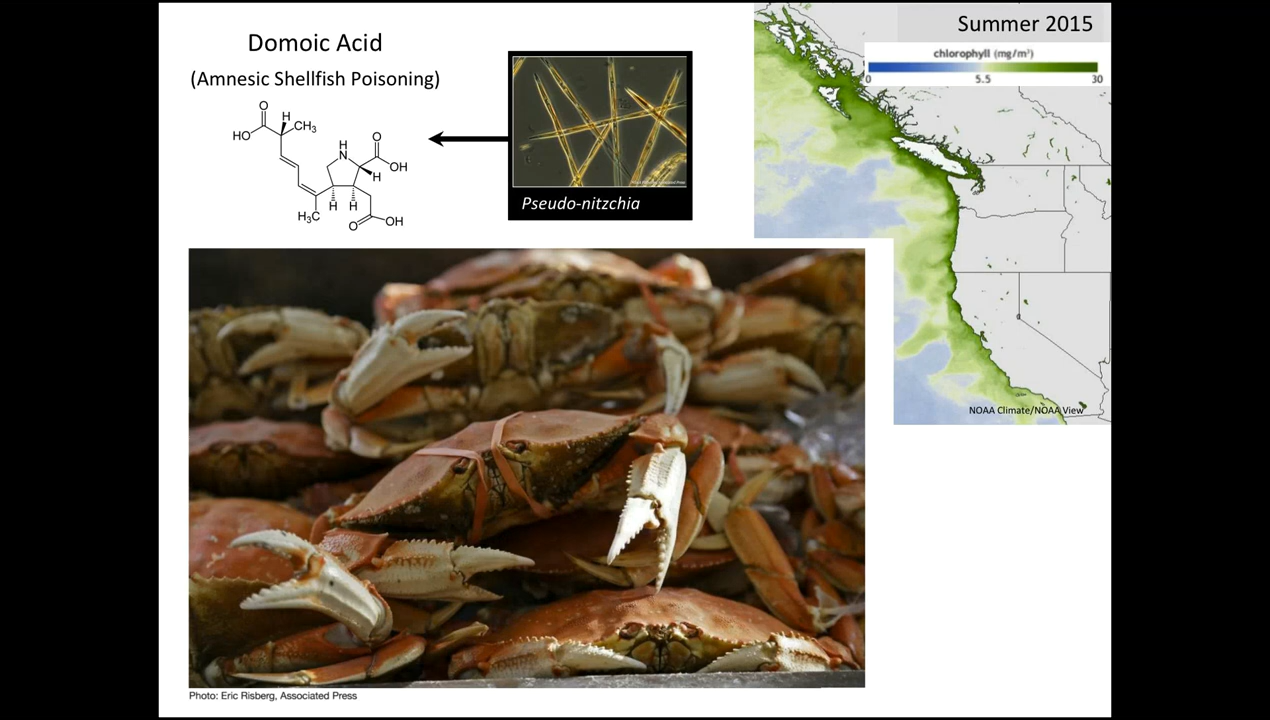 Domoic Acid
(Amnesic Shellfish Poisoning)
O
HO
H
CH₃
H₃C
H
H
NH
O
OH
H
O
OH
Pseudo-nitzchia
Summer 2015
chlorophyll (mg/m³)
0 5.5 30
NOAA Climate/NOAA View
Photo: Eric Risberg, Associated Press